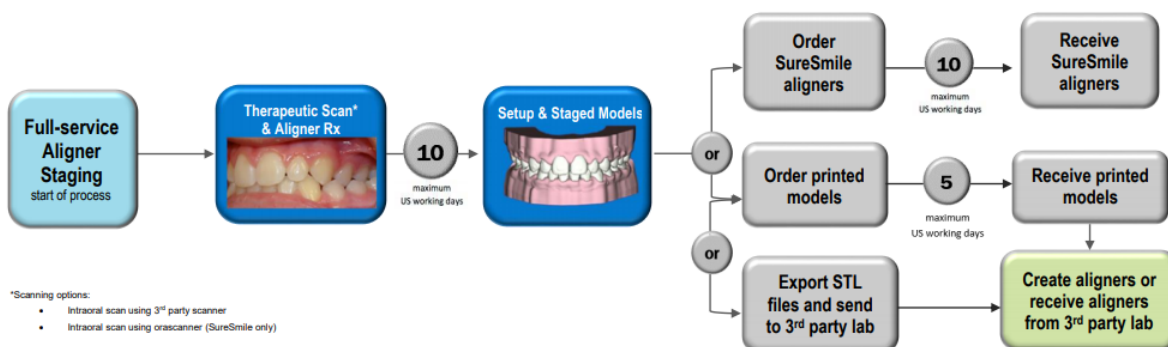 Full-service
Aligner
Staging
start of process
Therapeutic Scan*
& Aligner Rx
10
maximum
US working days
Setup & Staged Models
or
or
Order
SureSmile
aligners
10
maximum
US working days
Receive
SureSmile
aligners
Order printed
models
5
maximum
US working days
Receive printed
models
Export STL
files and send
to 3rd party lab
Create aligners or
receive aligners
from 3rd party lab
*Scanning options:
• Intraoral scan using 3rd party scanner
• Intraoral scan using orascanner (SureSmile only)